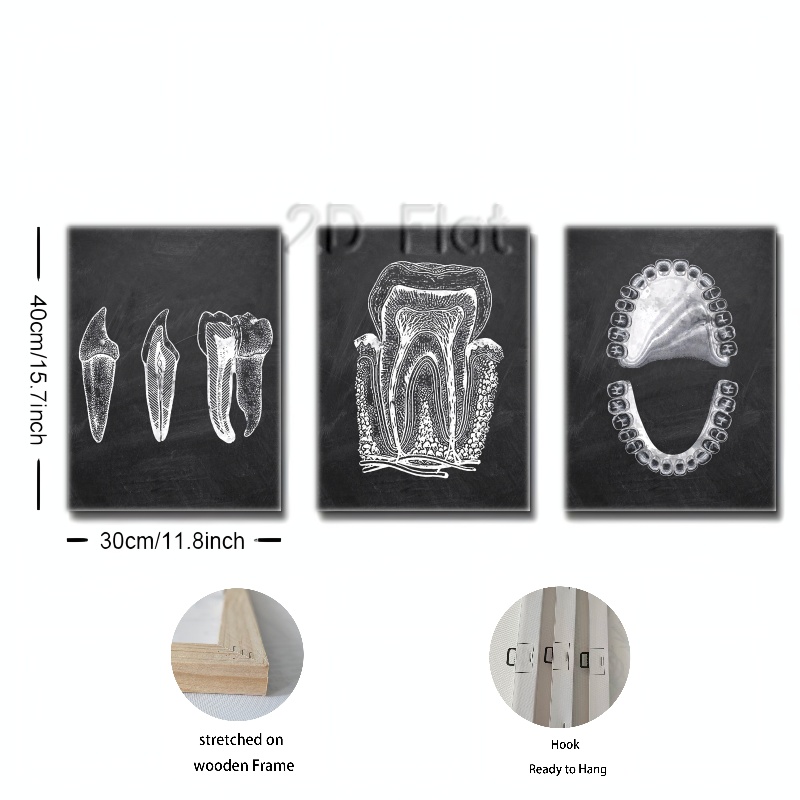 2D Flat
40cm/15.7inch
30cm/11.8inch
stretched on
wooden Frame
Hook
Ready to Hang